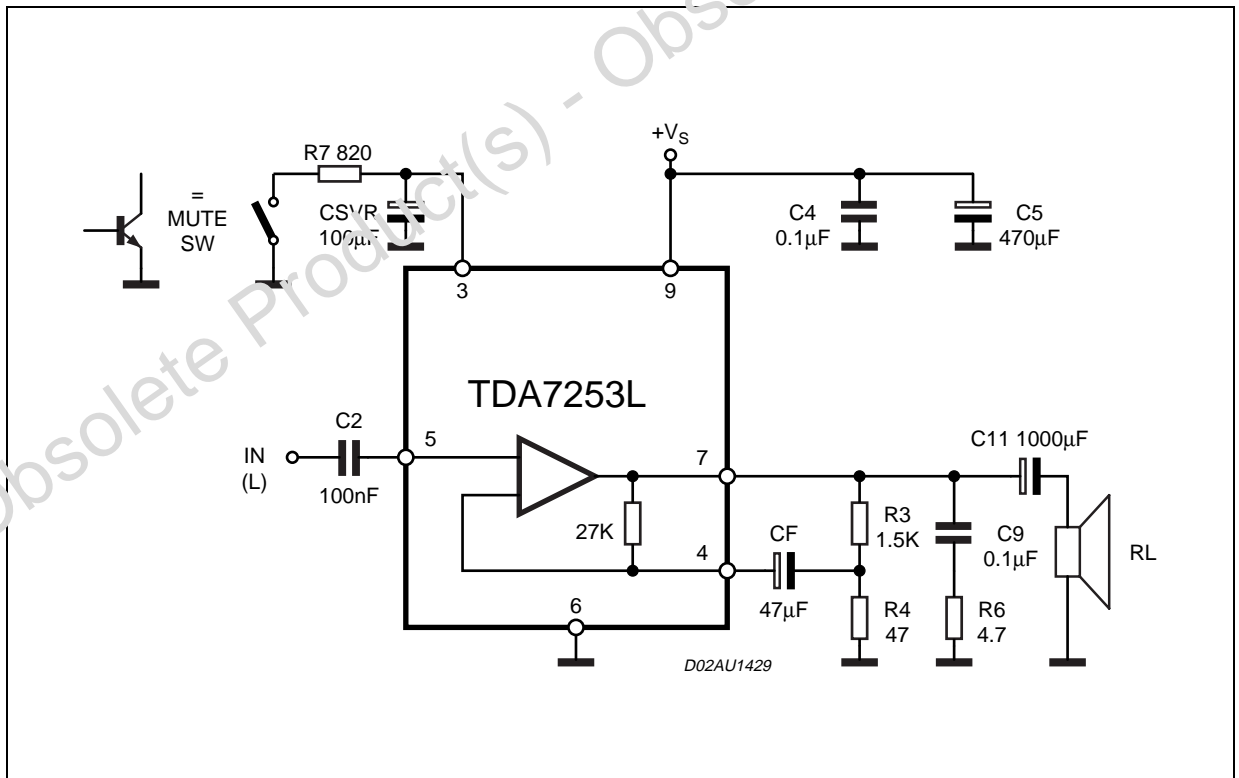 Obsolete Product(s) - Obso
+VS
R7 820
=
MUTE
SW
CSVR
100µF
C4
0.1µF
C5
470µF
3
9
TDA7253L
C2
IN
(L)
100nF
5
7
C11 1000µF
27K
4
CF
47µF
R3
1.5K
C9
0.1µF
RL
6
R4
47
R6
4.7
D02AU1429